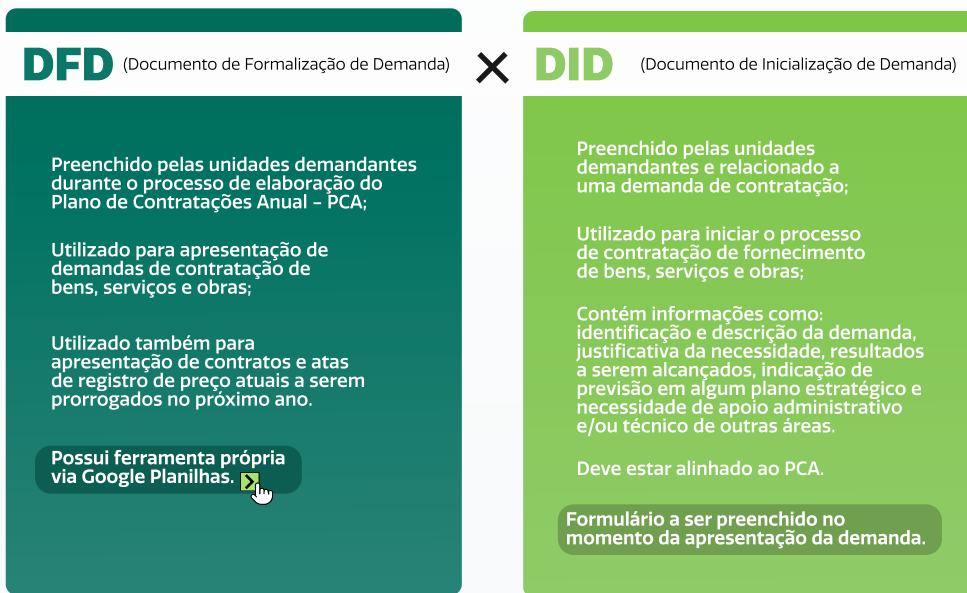 DFD (Documento de Formalização de Demanda)
Preenchido pelas unidades demandantes
durante o processo de elaboração do
Plano de Contratações Anual – PCA;
Utilizado para apresentação de
demandas de contratação de
bens, serviços e obras;
Utilizado também para
apresentação de contratos e atas
de registro de preço atuais a serem
prorrogados no próximo ano.
Possui ferramenta própria
via Google Planilhas.
×
DID (Documento de Inicialização de Demanda)
Preenchido pelas unidades
demandantes e relacionado a
uma demanda de contratação;
Utilizado para iniciar o processo
de contratação de fornecimento
de bens, serviços e obras;
Contém informações como:
identificação e descrição da demanda,
justificativa da necessidade, resultados
a serem alcançados, indicação de
previsão em algum plano estratégico e
necessidade de apoio administrativo
e/ou técnico de outras áreas.
Deve estar alinhado ao PCA.
Formulário a ser preenchido no
momento da apresentação da demanda.